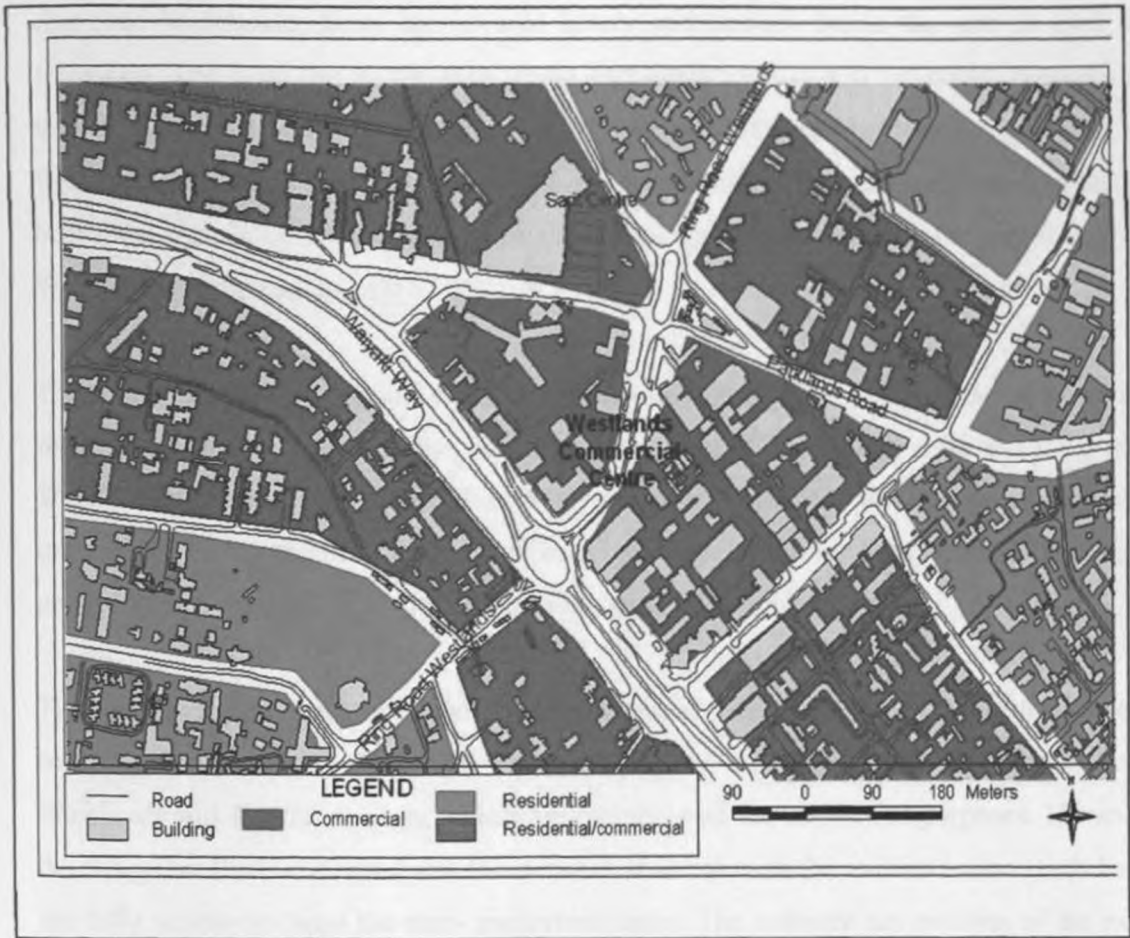 Ring Road Westlands
Sarit Centre
Waiyaki Way
Parklands Road
Westlands
Commercial
Centre
Ring Road Westlands
LEGEND
Road
Building
Commercial
Residential
Residential/commercial
90 0 90 180 Meters